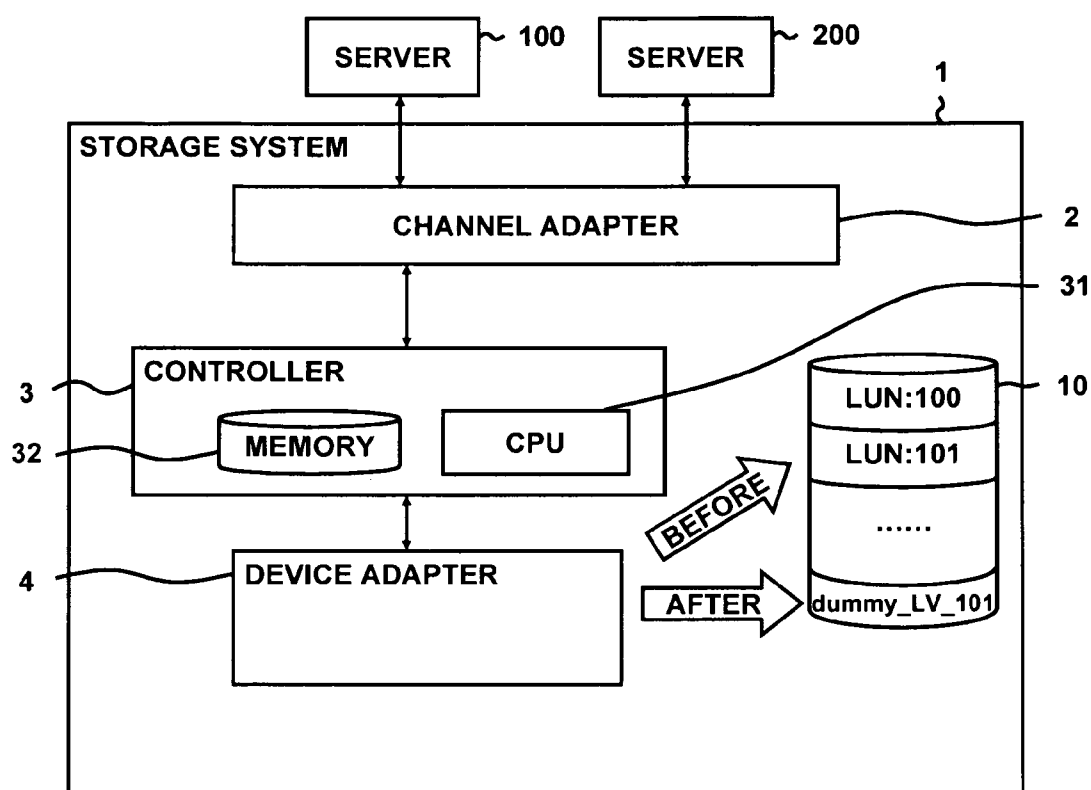 SERVER
100
SERVER
200
1
STORAGE SYSTEM
CHANNEL ADAPTER
2
31
CONTROLLER
3
MEMORY
32
CPU
10
LUN:100
LUN:101
......
dummy_LV_101
BEFORE
AFTER
4
DEVICE ADAPTER